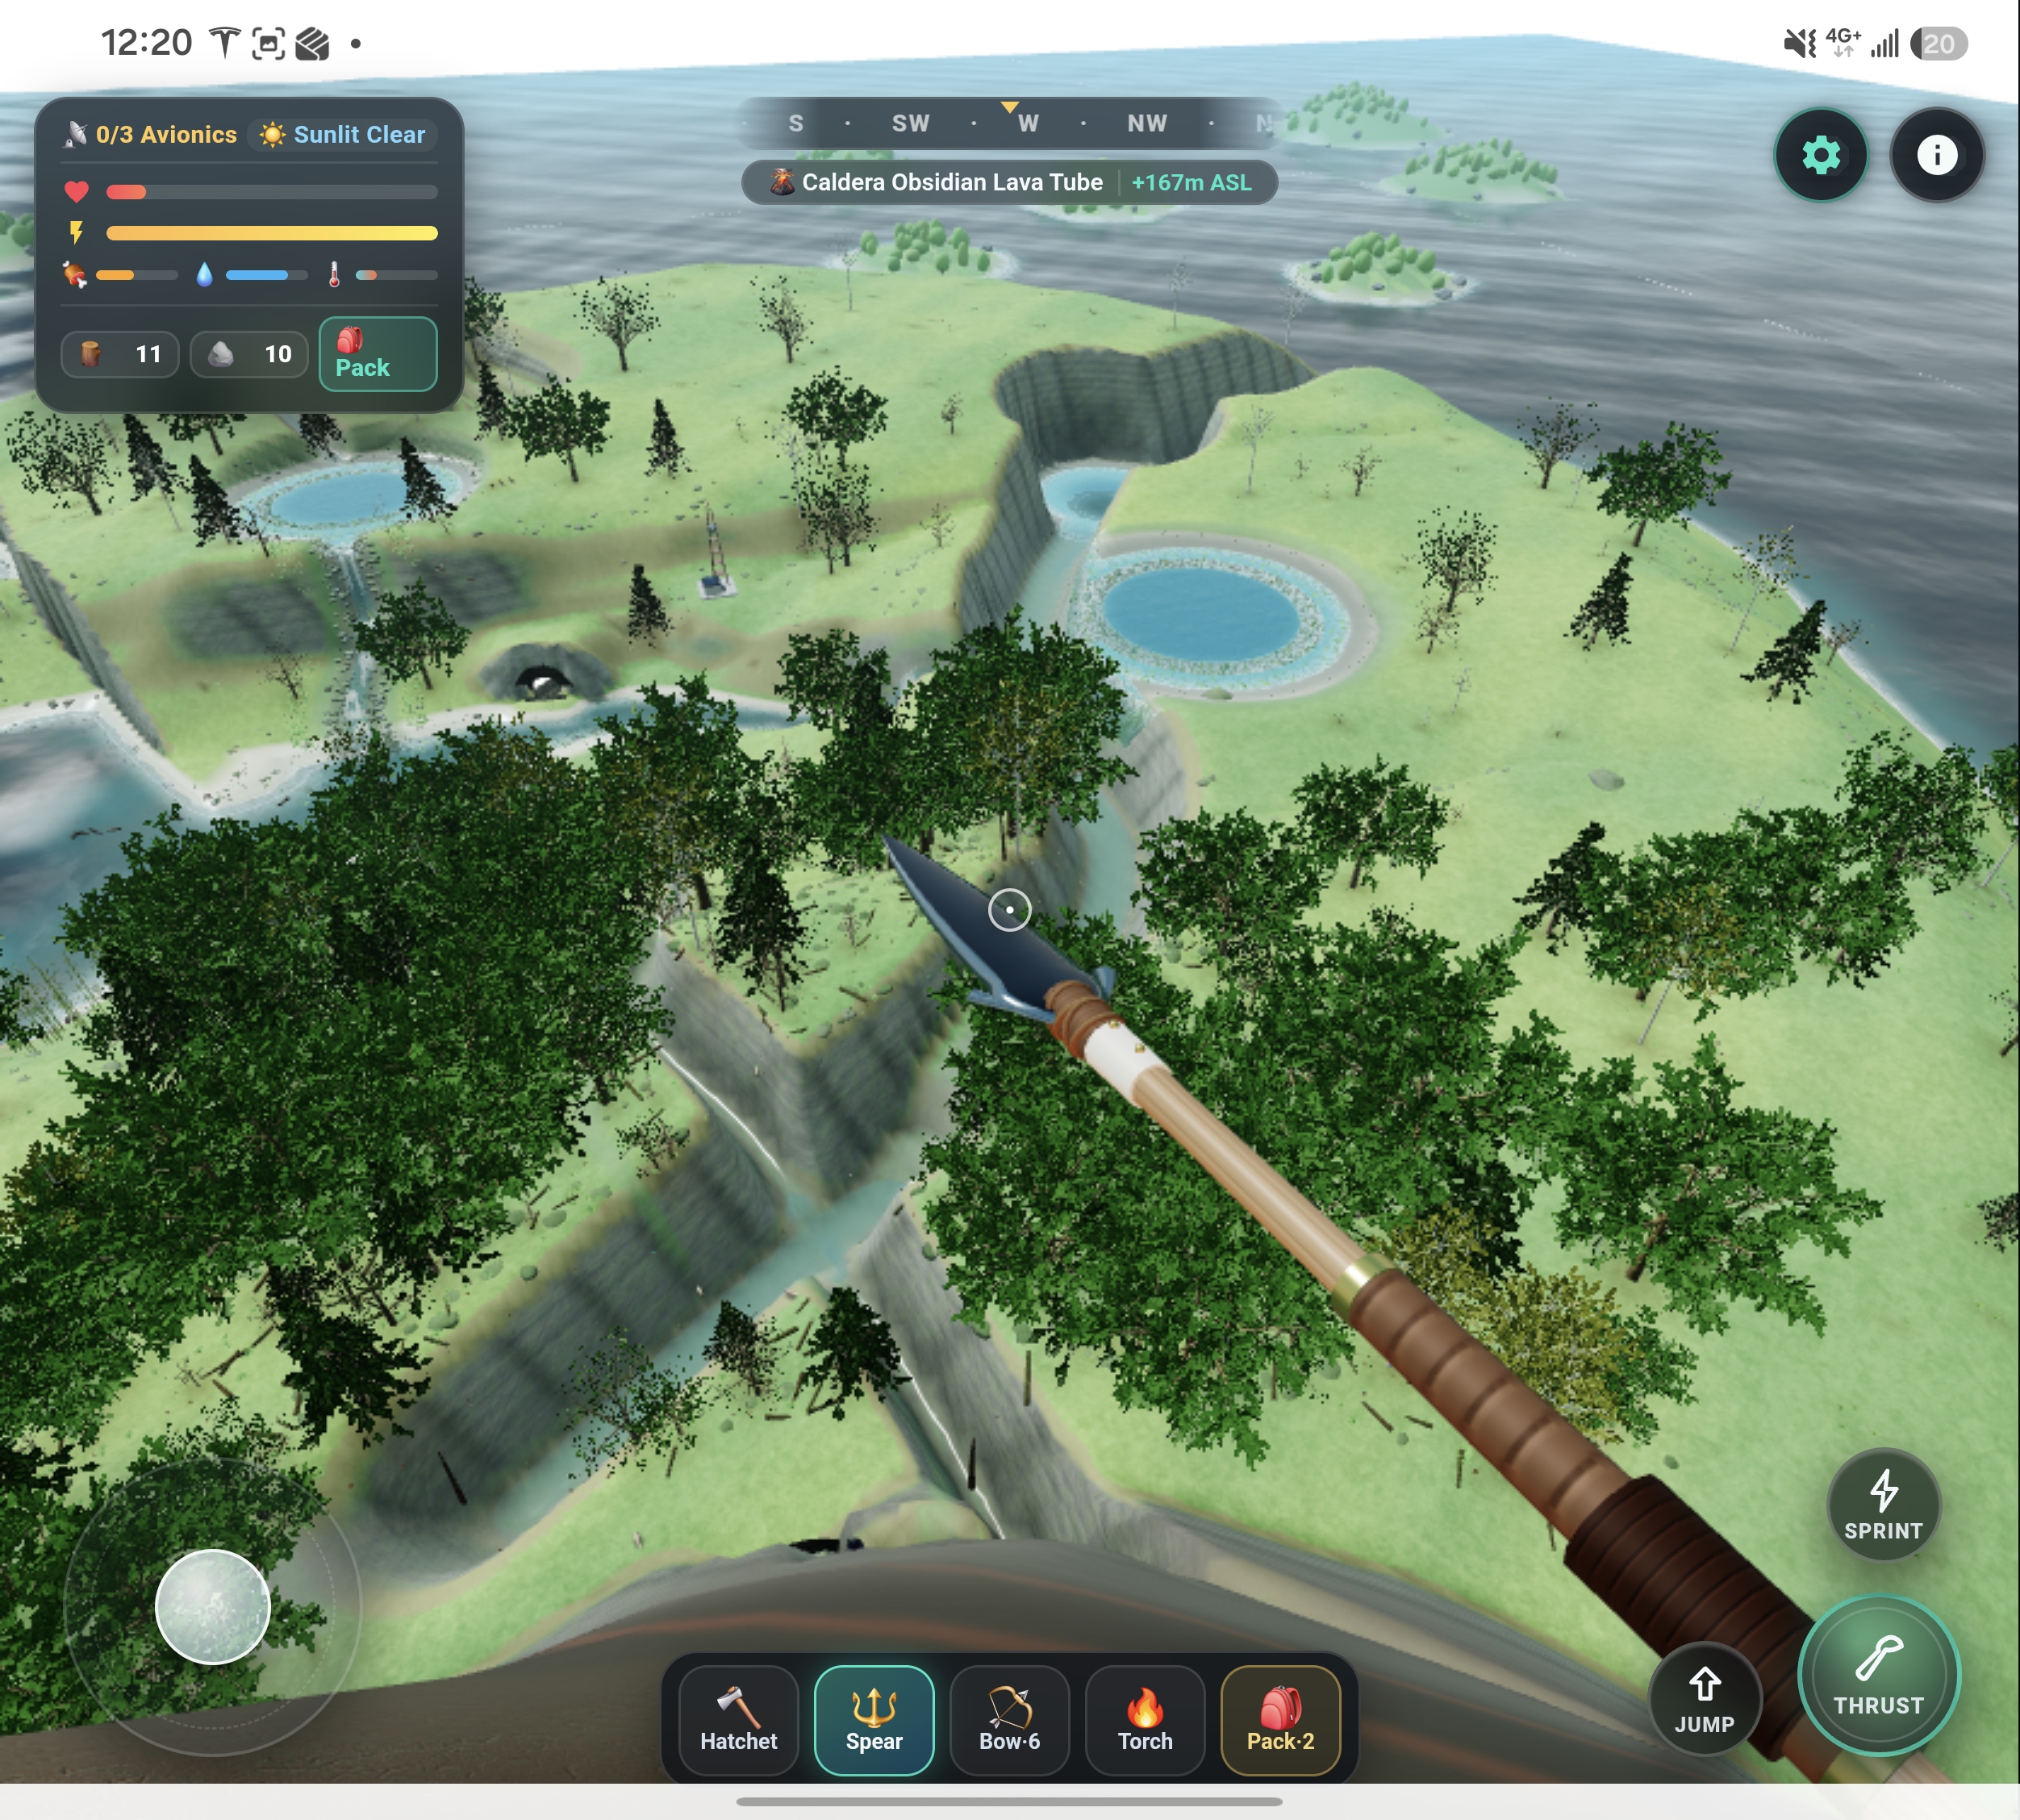 12:20
4G+
20
0/3 Avionics
Sunlit Clear
11
10
Pack
S · SW · W · NW · N
Caldera Obsidian Lava Tube
+167m ASL
SPRINT
THRUST
JUMP
Hatchet
Spear
Bow·6
Torch
Pack·2